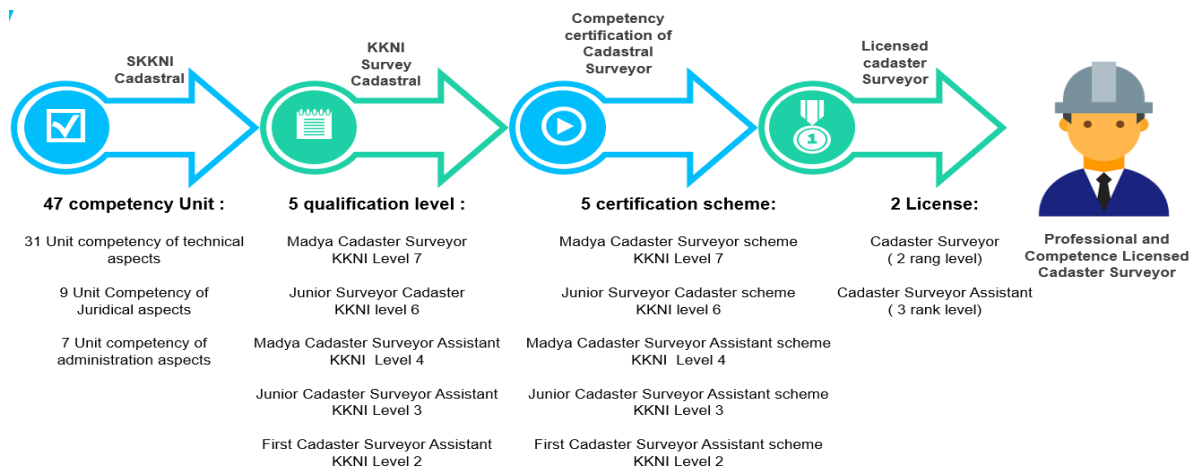 SKKNI
Cadastral
47 competency Unit :
31 Unit competency of technical
aspects
9 Unit Competency of
Juridical aspects
7 Unit competency of
administration aspects
KKNI
Survey
Cadastral
5 qualification level :
Madya Cadaster Surveyor
KKNI Level 7
Junior Surveyor Cadaster
KKNI level 6
Madya Cadaster Surveyor Assistant
KKNI Level 4
Junior Cadaster Surveyor Assistant
KKNI Level 3
First Cadaster Surveyor Assistant
KKNI Level 2
Competency
certification of
Cadastral
Surveyor
5 certification scheme:
Madya Cadaster Surveyor scheme
KKNI Level 7
Junior Surveyor Cadaster scheme
KKNI level 6
Madya Cadaster Surveyor Assistant scheme
KKNI Level 4
Junior Cadaster Surveyor Assistant scheme
KKNI Level 3
First Cadaster Surveyor Assistant scheme
KKNI Level 2
Licensed
cadaster
Surveyor
1
2 License:
Cadaster Surveyor
( 2 rang level)
Cadaster Surveyor Assistant
( 3 rank level)
Professional and
Competence Licensed
Cadaster Surveyor